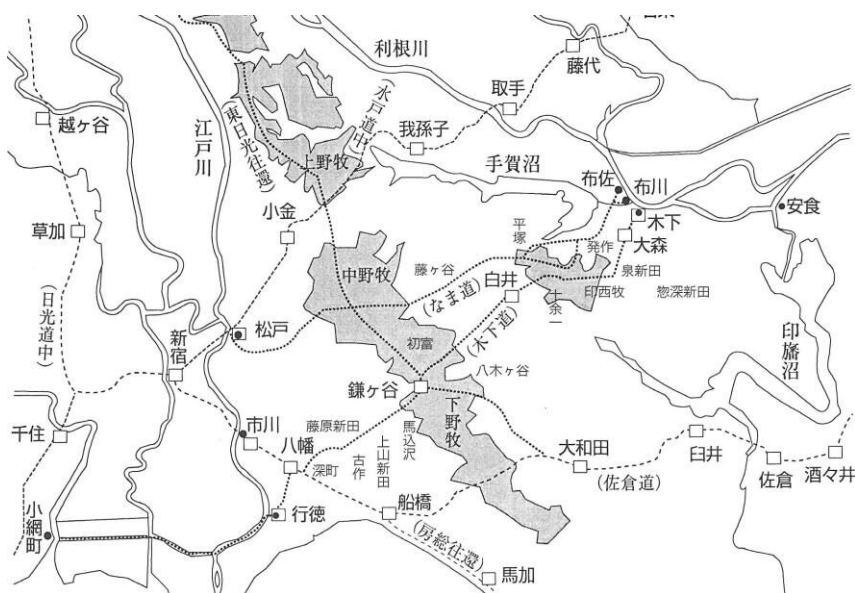 利根川
藤代
取手
越ヶ谷
江戸川
(東日光往還)
(水戸道中)
我孫子
上野牧
手賀沼
布佐
布川
木下
安食
大森
草加
小金
平塚
発作
中野牧
藤ヶ谷
白井
泉新田
(日光道中)
(なま道)
印西牧
惣深新田
十余一
松戸
新宿
初富
(木下道)
印旛沼
八木ヶ谷
鎌ヶ谷
下野牧
千住
市川
藤原新田
馬込沢
八幡
深町
古作
上山新田
大和田
臼井
(佐倉道)
佐倉
酒々井
小網町
行徳
船橋
(房総往還)
馬加